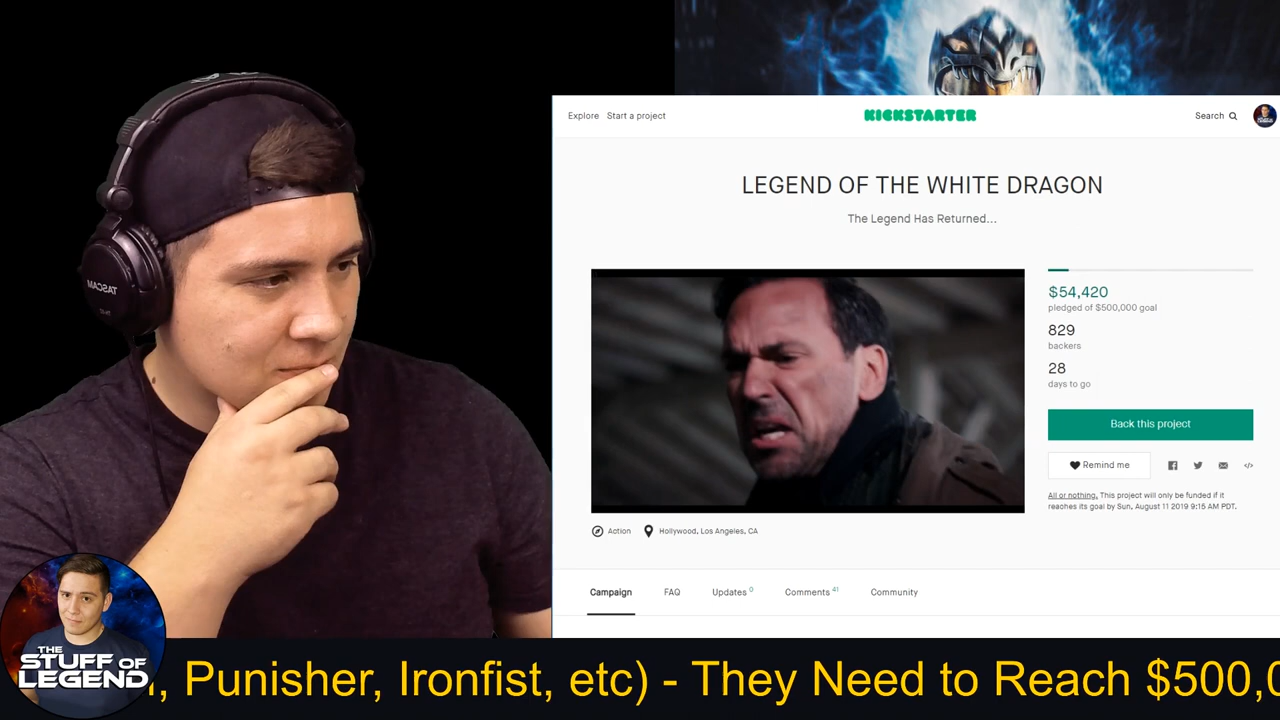 TASCAM
Explore Start a project
KICKSTARTER
Search
LEGEND OF THE WHITE DRAGON
The Legend Has Returned...
$54,420
pledged of $500,000 goal
829
backers
28
days to go
Back this project
Remind me
All or nothing. This project will only be funded if it
reaches its goal by Sun, August 11 2019 9:15 AM PDT.
Action Hollywood, Los Angeles, CA
Campaign FAQ Updates 0 Comments 41 Community
THE
STUFF OF
LEGEND
, Punisher, Ironfist, etc) - They Need to Reach $500,0